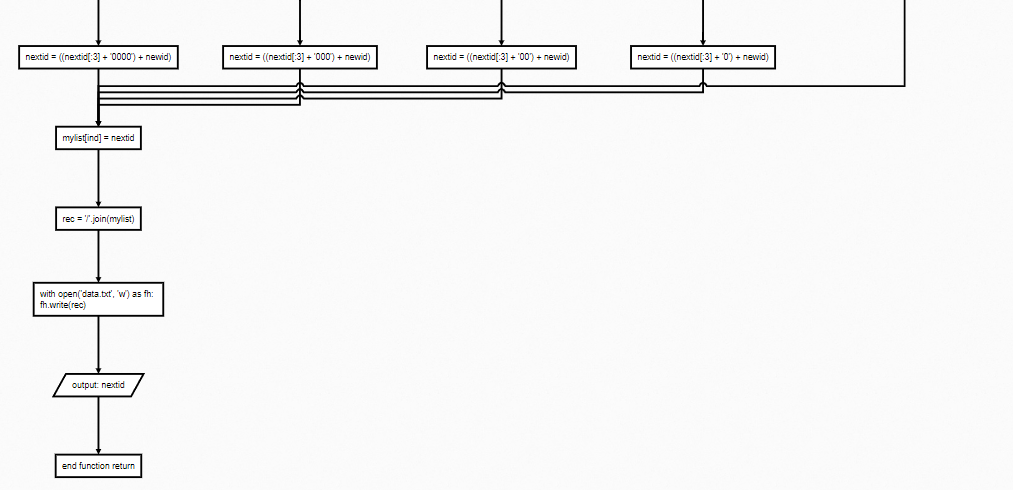 nextid = ((nextid[:3] + '0000') + newid)
nextid = ((nextid[:3] + '000') + newid)
nextid = ((nextid[:3] + '00') + newid)
nextid = ((nextid[:3] + '0') + newid)
mylist[ind] = nextid
rec = '/'.join(mylist)
with open('data.txt', 'w') as fh:
fh.write(rec)
output: nextid
end function return